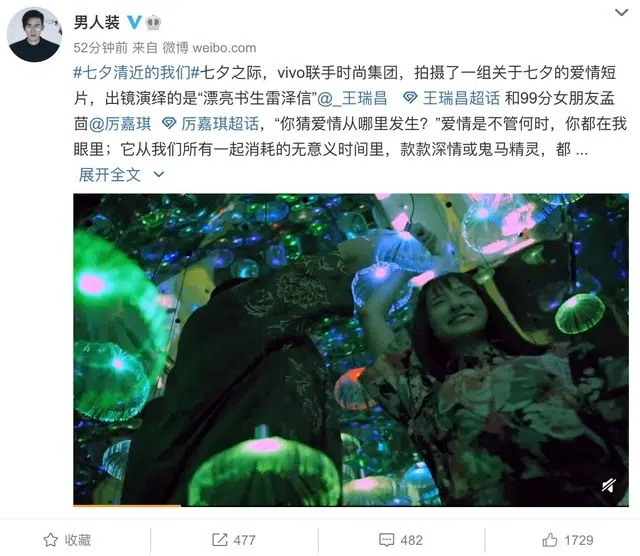 男人装
52分钟前 来自 微博 weibo.com
#七夕清近的我们#七夕之际，vivo联手时尚集团，拍摄了一组关于七夕的爱情短
片，出镜演绎的是“漂亮书生雷泽信”@_王瑞昌 王瑞昌超话 和99分女朋友孟
茴@厉嘉琪 厉嘉琪超话，“你猜爱情从哪里发生？”爱情是不管何时，你都在我
眼里；它从我们所有一起消耗的无意义时间里，款款深情或鬼马精灵，都 ...
展开全文
收藏 477 482 1729